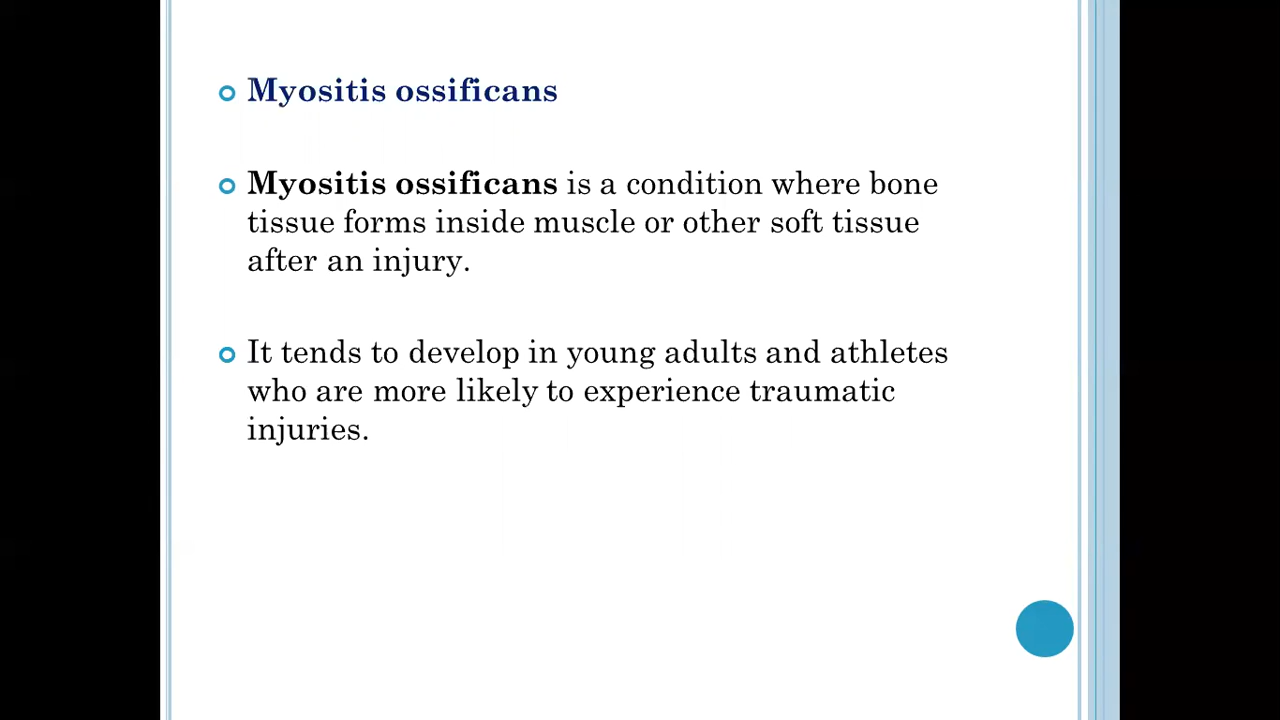 Myositis ossificans
Myositis ossificans is a condition where bone
tissue forms inside muscle or other soft tissue
after an injury.
It tends to develop in young adults and athletes
who are more likely to experience traumatic
injuries.